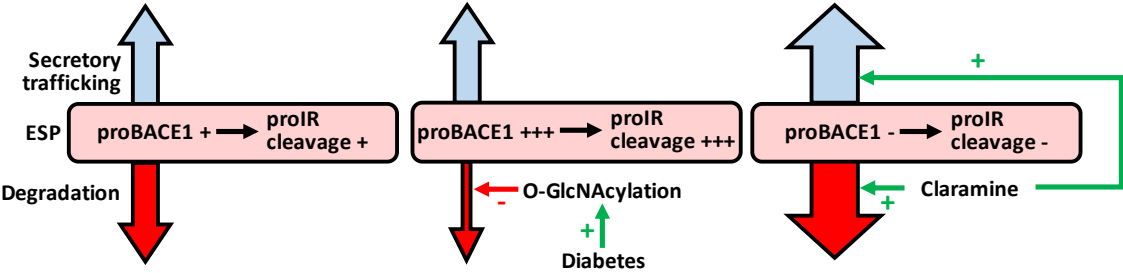 Secretory
trafficking
+
ESP
proBACE1 +
proIR
cleavage +
proBACE1 +++
proIR
cleavage +++
proBACE1 -
proIR
cleavage -
Degradation
-
O-GlcNAcylation
+
Claramine
+
Diabetes